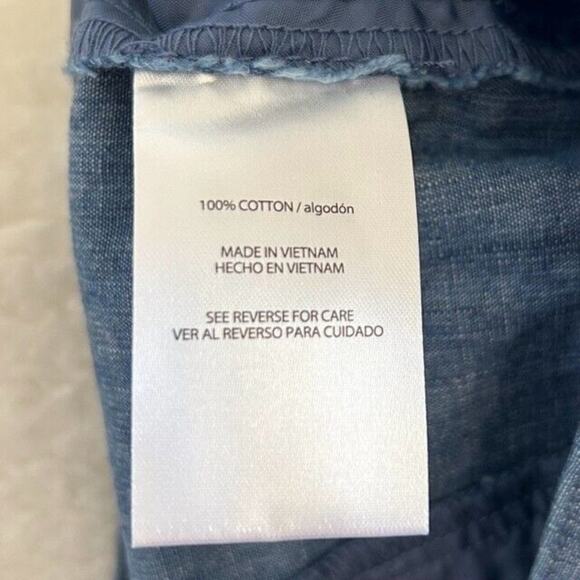 100% COTTON / algodón
MADE IN VIETNAM
HECHO EN VIETNAM
SEE REVERSE FOR CARE
VER AL REVERSO PARA CUIDADO